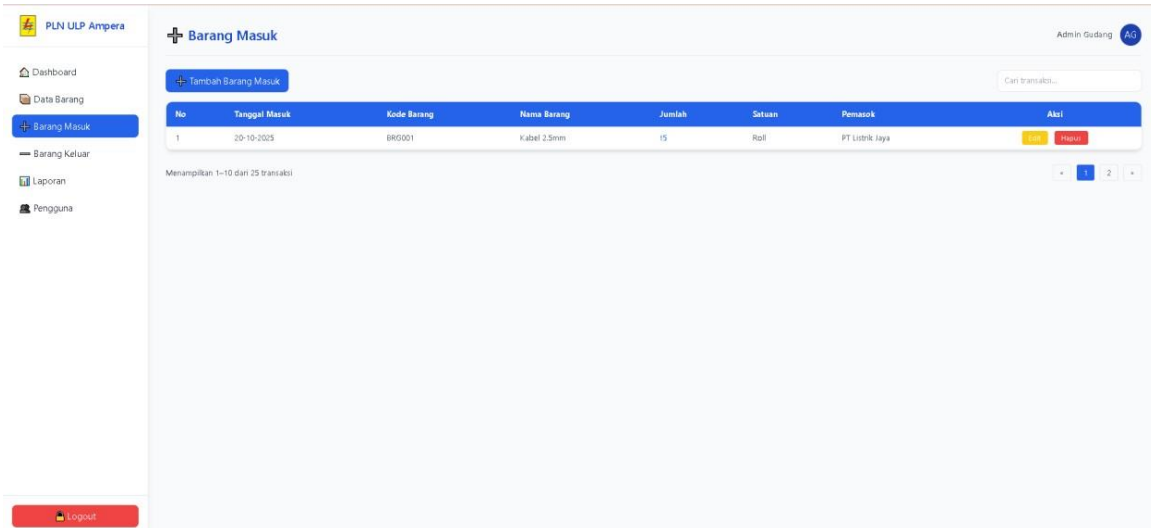 PLN ULP Ampera
Dashboard
Data Barang
Barang Masuk
Barang Keluar
Laporan
Pengguna
Logout
Barang Masuk
Admin Gudang AG
Tambah Barang Masuk
Cari transaksi...
No Tanggal Masuk Kode Barang Nama Barang Jumlah Satuan Pemasok Aksi
1 20-10-2025 BRG001 Kabel 2.5mm 15 Roll PT Listrik Jaya Edit Hapus
Menampilkan 1–10 dari 25 transaksi
« 1 2 »